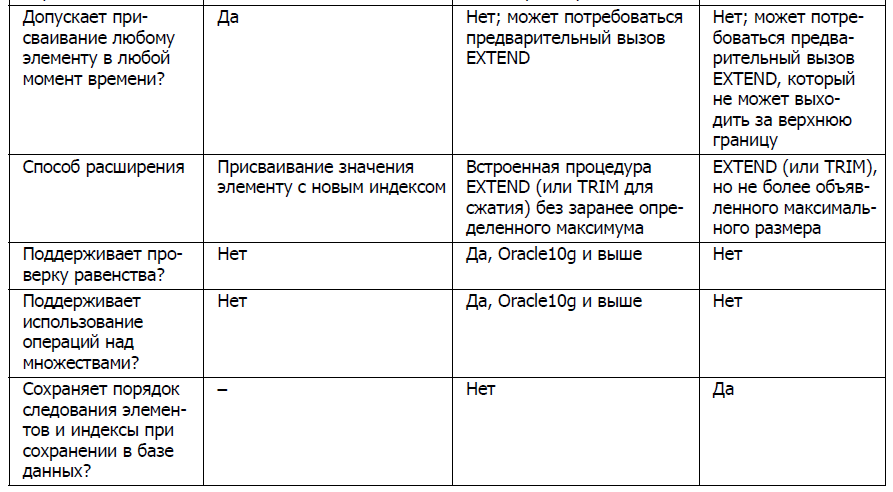 Допускает при-
сваивание любому
элементу в любой
момент времени?
Да
Нет; может потребоваться
предварительный вызов
EXTEND
Нет; может потре-
боваться предва-
рительный вызов
EXTEND, который
не может выхо-
дить за верхнюю
границу
Способ расширения
Присваивание значения
элементу с новым индексом
Встроенная процедура
EXTEND (или TRIM для
сжатия) без заранее опре-
деленного максимума
EXTEND (или TRIM),
но не более объяв-
ленного максималь-
ного размера
Поддерживает про-
верку равенства?
Нет
Да, Oracle10g и выше
Нет
Поддерживает
использование
операций над
множествами?
Нет
Да, Oracle10g и выше
Нет
Сохраняет порядок
следования элемен-
тов и индексы при
сохранении в базе
данных?
–
Нет
Да